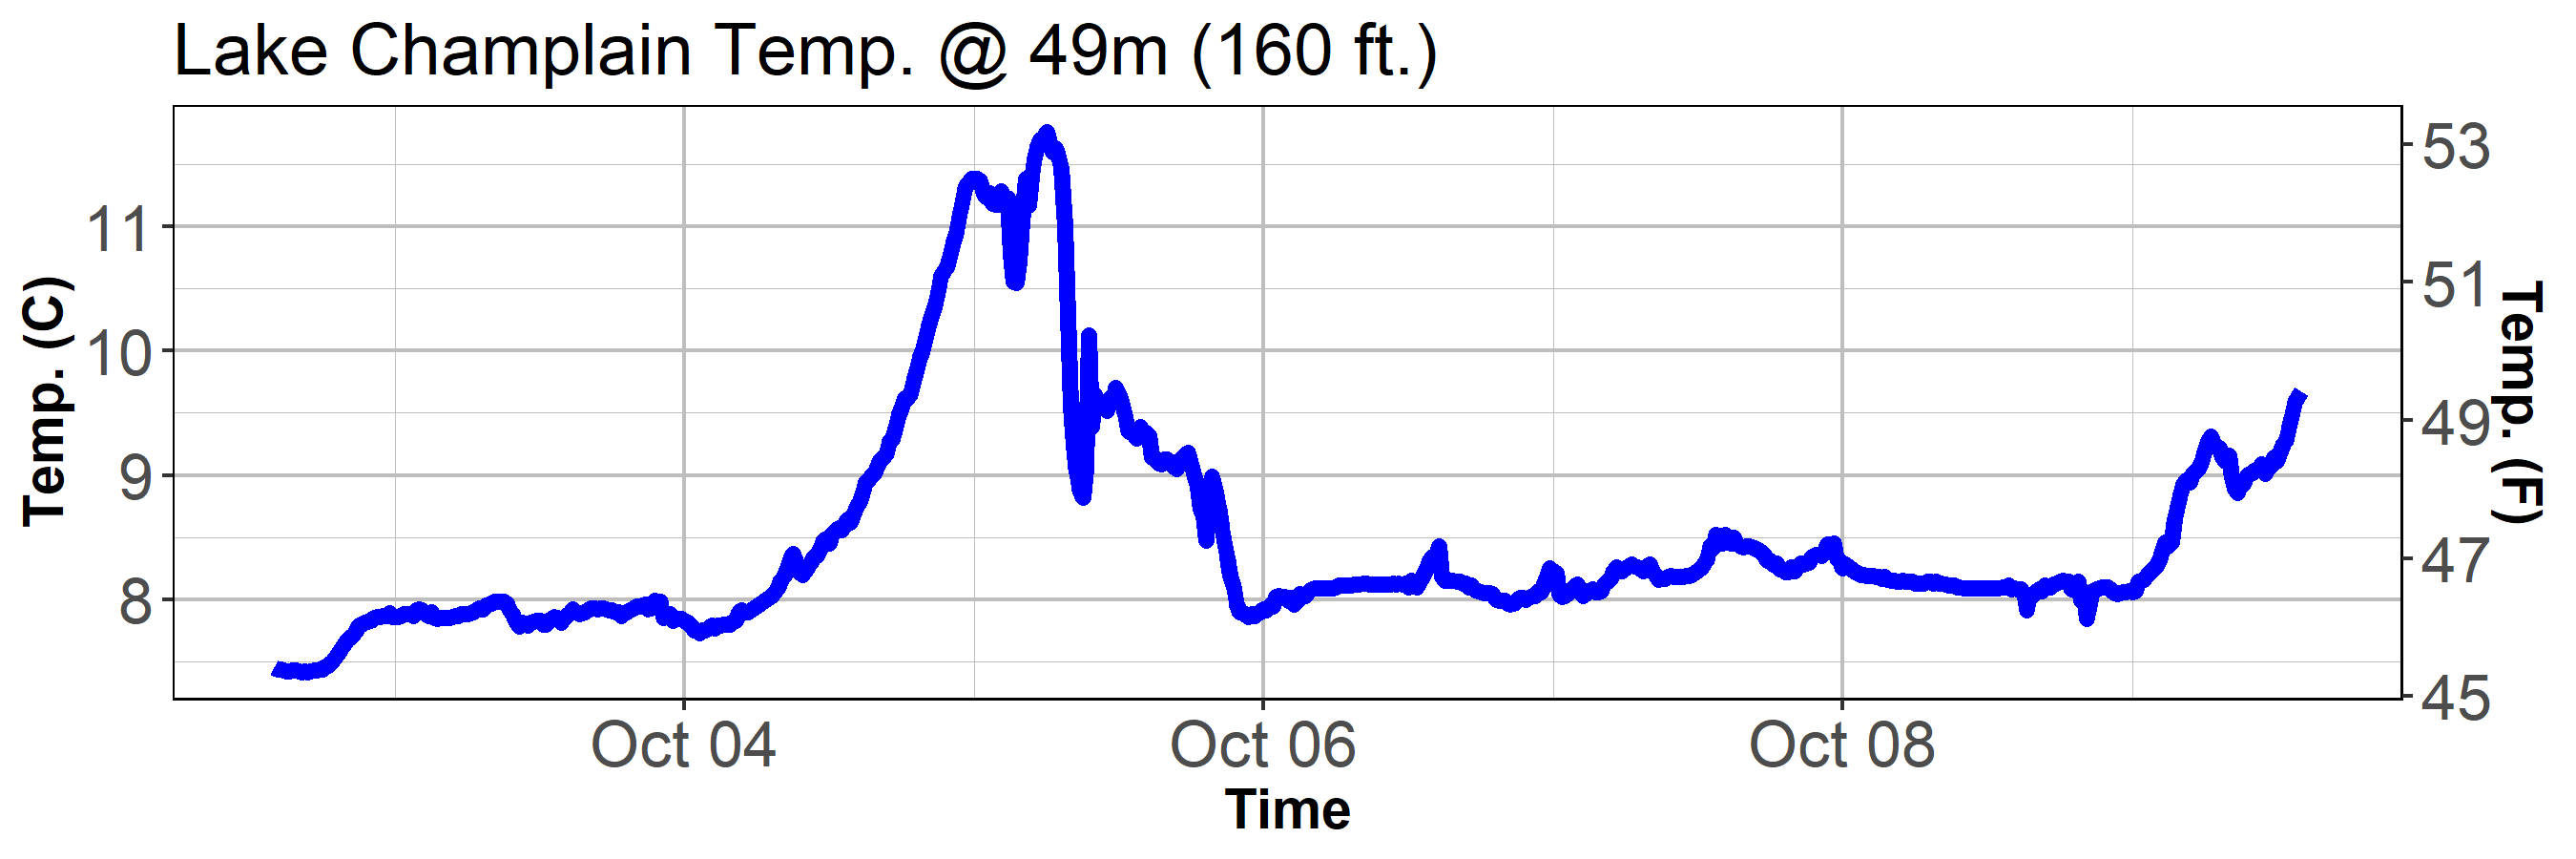 Lake Champlain Temp. @ 49m (160 ft.)
Temp. (C)
11
10
9
8
53
51
49
47
45
Temp. (F)
Oct 04
Oct 06
Oct 08
Time